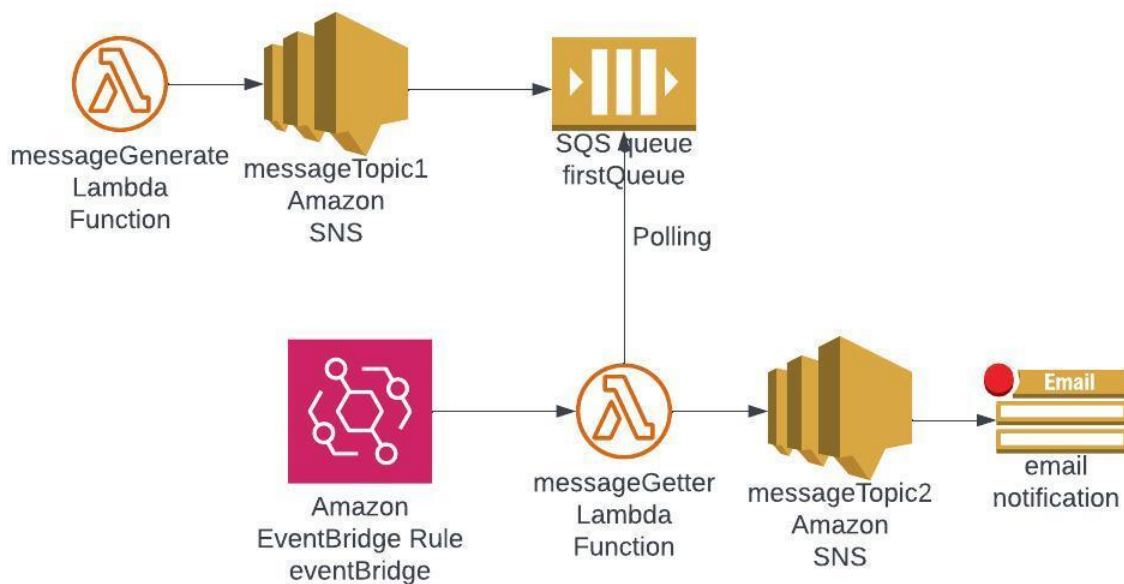 messageGenerate
Lambda
Function
messageTopic1
Amazon
SNS
SQS queue
firstQueue
Polling
Amazon
EventBridge Rule
eventBridge
messageGetter
Lambda
Function
messageTopic2
Amazon
SNS
Email
email
notification